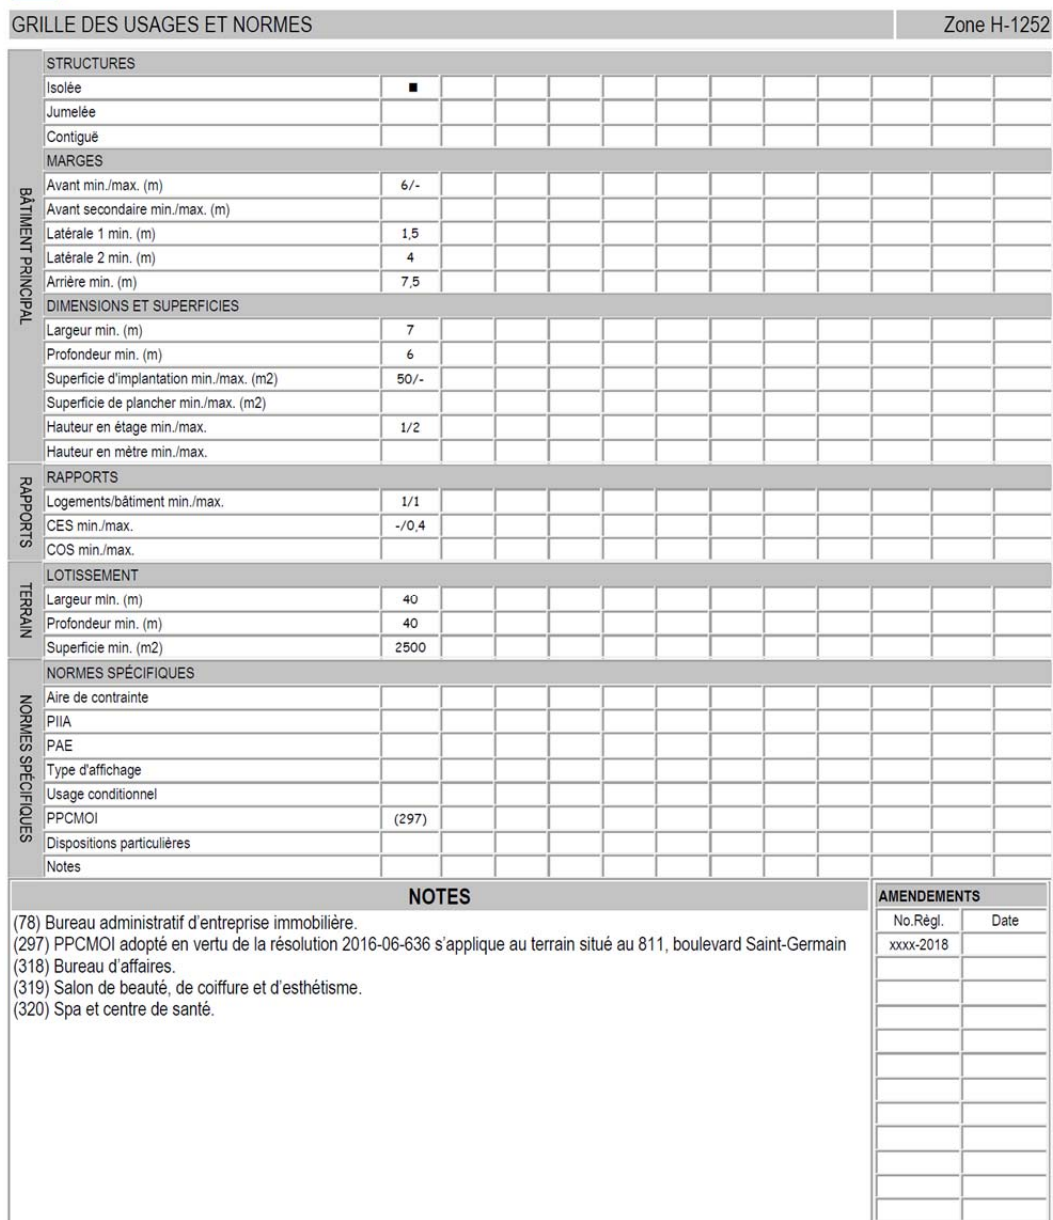 GRILLE DES USAGES ET NORMES Zone H-1252
BÂTIMENT PRINCIPAL
STRUCTURES
Isolée ■
Jumelée
Contiguë
MARGES
Avant min./max. (m) 6/-
Avant secondaire min./max. (m)
Latérale 1 min. (m) 1,5
Latérale 2 min. (m) 4
Arrière min. (m) 7,5
DIMENSIONS ET SUPERFICIES
Largeur min. (m) 7
Profondeur min. (m) 6
Superficie d'implantation min./max. (m2) 50/-
Superficie de plancher min./max. (m2)
Hauteur en étage min./max. 1/2
Hauteur en mètre min./max.
RAPPORTS
RAPPORTS
Logements/bâtiment min./max. 1/1
CES min./max. -/0,4
COS min./max.
TERRAIN
LOTISSEMENT
Largeur min. (m) 40
Profondeur min. (m) 40
Superficie min. (m2) 2500
NORMES SPÉCIFIQUES
NORMES SPÉCIFIQUES
Aire de contrainte
PIIA
PAE
Type d'affichage
Usage conditionnel
PPCMOI (297)
Dispositions particulières
Notes
NOTES
(78) Bureau administratif d'entreprise immobilière.
(297) PPCMOI adopté en vertu de la résolution 2016-06-636 s'applique au terrain situé au 811, boulevard Saint-Germain
(318) Bureau d'affaires.
(319) Salon de beauté, de coiffure et d'esthétisme.
(320) Spa et centre de santé.
AMENDEMENTS
No.Règl. Date
xxxx-2018